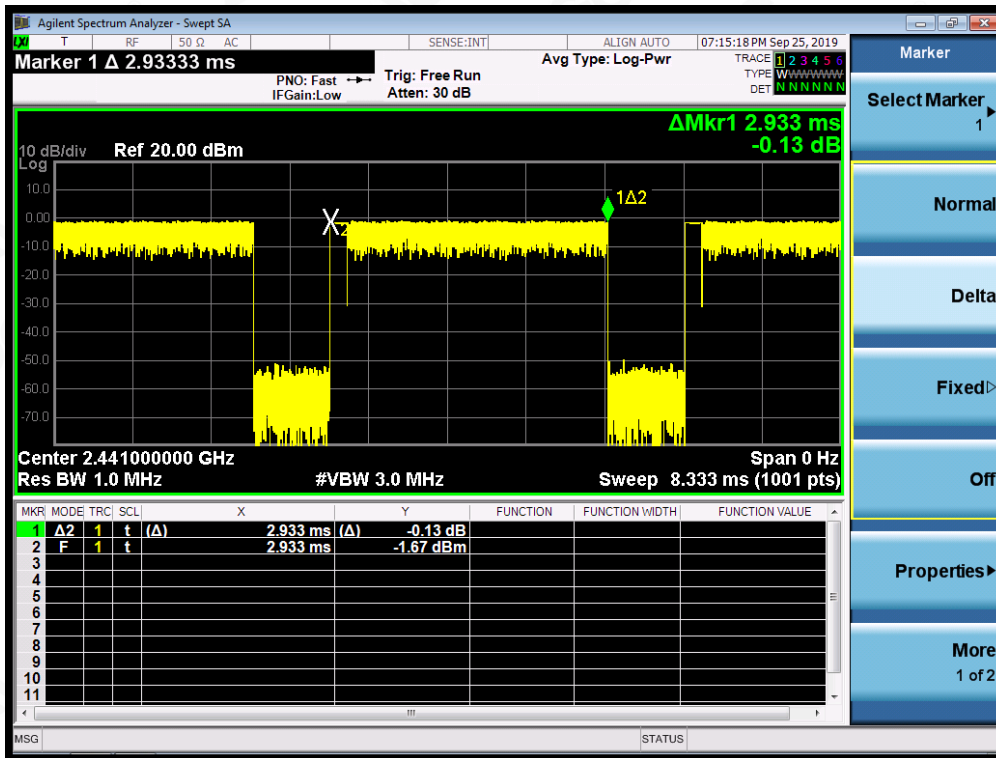 Agilent Spectrum Analyzer - Swept SA
LXI T RF 50 Ω AC SENSE:INT ALIGN AUTO 07:15:18 PM Sep 25, 2019
Marker 1 Δ 2.93333 ms
Avg Type: Log-Pwr
TRACE 1 2 3 4 5 6
PNO: Fast Trig: Free Run
TYPE WWWWWW
IFGain:Low Atten: 30 dB
DET N N N N N N
ΔMkr1 2.933 ms
-0.13 dB
10 dB/div Ref 20.00 dBm
Log
10.0
0.00
-10.0
-20.0
-30.0
-40.0
-50.0
-60.0
-70.0
2
1Δ2
Center 2.441000000 GHz Span 0 Hz
Res BW 1.0 MHz #VBW 3.0 MHz Sweep 8.333 ms (1001 pts)
MKR MODE TRC SCL X Y FUNCTION FUNCTION WIDTH FUNCTION VALUE
1 Δ2 1 t (Δ) 2.933 ms (Δ) -0.13 dB
2 F 1 t 2.933 ms -1.67 dBm
3
4
5
6
7
8
9
10
11
MSG STATUS
Marker
Select Marker
1
Normal
Delta
Fixed
Off
Properties
More
1 of 2